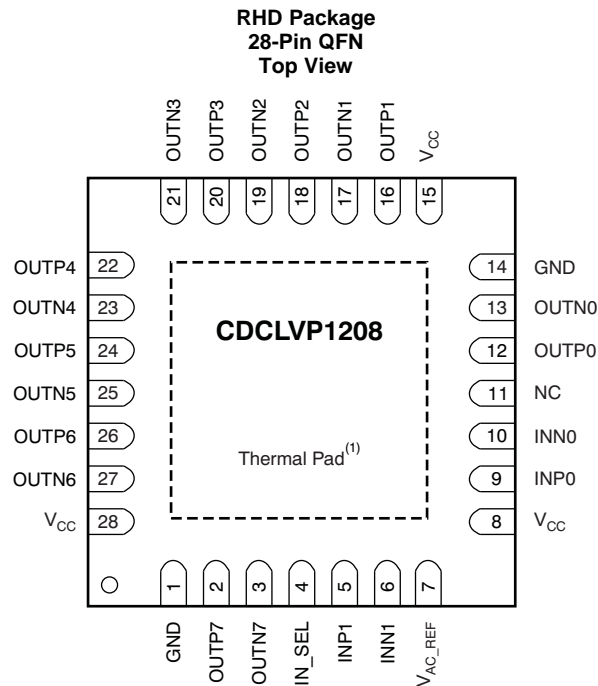 RHD Package
28-Pin QFN
Top View
OUTN3
OUTP3
OUTN2
OUTP2
OUTN1
OUTP1
VCC
21
20
19
18
17
16
15
OUTP4 22
OUTN4 23
OUTP5 24
OUTN5 25
OUTP6 26
OUTN6 27
VCC 28
CDCLVP1208
Thermal Pad(1)
14 GND
13 OUTN0
12 OUTP0
11 NC
10 INN0
9 INP0
8 VCC
1
2
3
4
5
6
7
GND
OUTP7
OUTN7
IN_SEL
INP1
INN1
VAC_REF